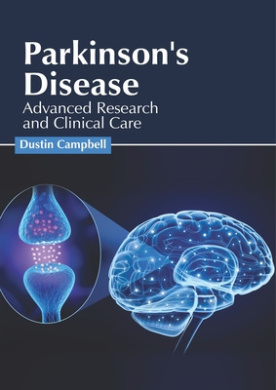 Parkinson's
Disease
Advanced Research
and Clinical Care
Dustin Campbell